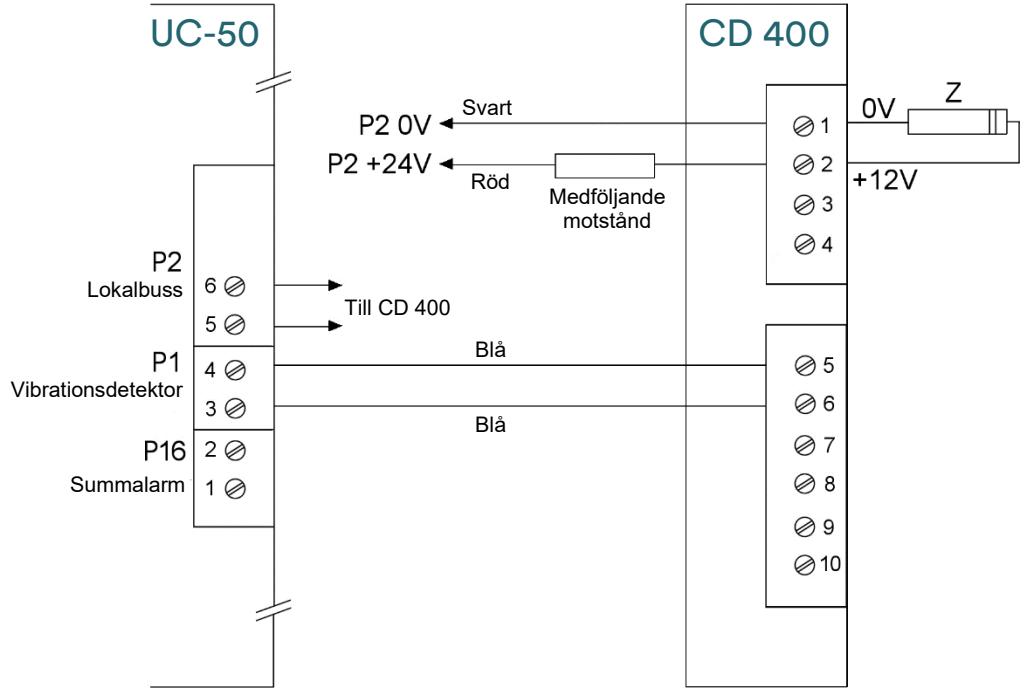 UC-50
CD 400
P2 0V
Svart
1
0V
Z
P2 +24V
Röd
Medföljande
motstånd
2
+12V
3
4
P2
Lokalbuss
6
5
Till CD 400
P1
Vibrationsdetektor
4
3
Blå
Blå
5
6
7
8
9
10
P16
Summalarm
2
1